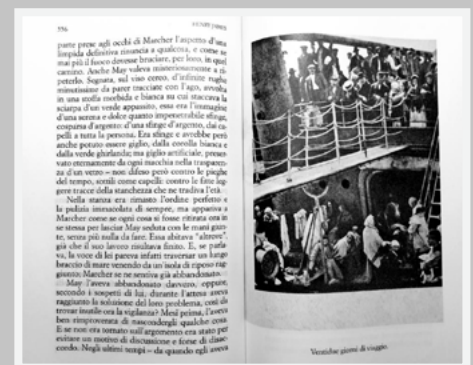 556
HENRY JAMES
parte prese agli occhi di Marcher l'aspetto d'una
limpida definitiva rinuncia a qualcosa, e come se
mai più il fuoco dovesse bruciare, per loro, in quel
camino. Anche May valeva misteriosamente a ri-
peterlo. Segnata, sul viso cereo, d'infinite rughe
minutissime da parer tracciate con l'ago, avvolta
in una stoffa morbida e bianca su cui staccava la
sciarpa d'un verde appassito, essa era l'immagine
d'una serena e dolce quanto impenetrabile sfinge,
cosparsa d'argento: d'una sfinge d'argento, dai ca-
pelli a tutta la persona. Era sfinge e avrebbe però
anche potuto essere giglio, dalla corolla bianca e
dalla verde ghirlanda; ma giglio artificiale, preser-
vato eternamente da ogni macchia nella trasparen-
za d'un vetro – non difeso però contro le pieghe
del tempo, sottili come capelli: contro le fitte leg-
gere tracce della stanchezza che ne tradiva l'età.
Nella stanza era rimasto l'ordine perfetto e
la pulizia immacolata di sempre, ma appariva a
Marcher come se ogni cosa si fosse ritirata ora in
se stessa per lasciar May seduta con le mani giun-
te, senza più nulla da fare. Essa abitava "altrove",
già che il suo lavoro risultava finito. E, se parla-
va, la voce di lei pareva infatti traversar un lungo
braccio di mare venendo da un'isola di riposo rag-
giunto; Marcher se ne sentiva già abbandonato.
May l'aveva abbandonato davvero, oppure,
secondo i sospetti di lui, durante l'attesa aveva
raggiunto la soluzione del loro problema, così da
trovar inutile ora la vigilanza? Mesi prima, l'aveva
ben rimproverata di nascondergli qualche cosa.
E se non era tornato sull'argomento era stato per
evitare un motivo di discussione e forse di disac-
cordo. Negli ultimi tempi – da quando egli aveva
Ventidue giorni di viaggio.